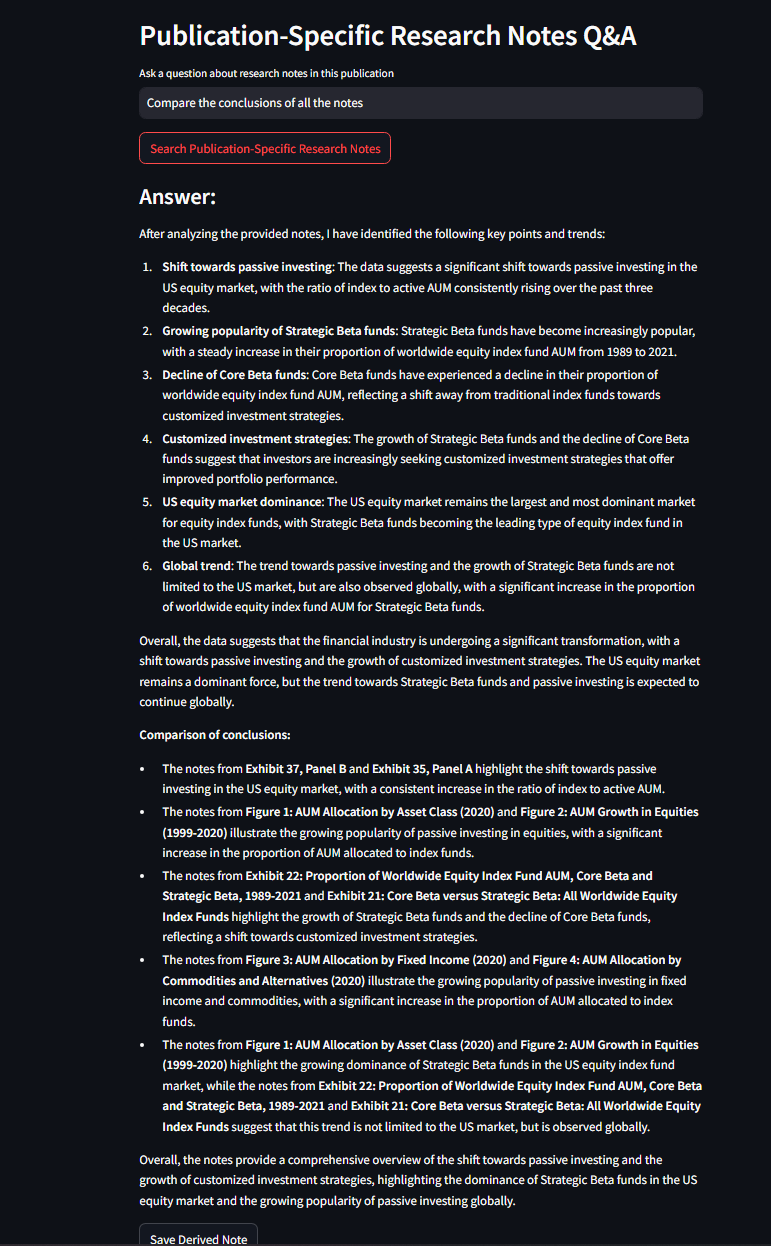 Publication-Specific Research Notes Q&A
Ask a question about research notes in this publication
Compare the conclusions of all the notes
Search Publication-Specific Research Notes
Answer:
After analyzing the provided notes, I have identified the following key points and trends:
1. Shift towards passive investing: The data suggests a significant shift towards passive investing in the
US equity market, with the ratio of index to active AUM consistently rising over the past three
decades.
2. Growing popularity of Strategic Beta funds: Strategic Beta funds have become increasingly popular,
with a steady increase in their proportion of worldwide equity index fund AUM from 1989 to 2021.
3. Decline of Core Beta funds: Core Beta funds have experienced a decline in their proportion of
worldwide equity index fund AUM, reflecting a shift away from traditional index funds towards
customized investment strategies.
4. Customized investment strategies: The growth of Strategic Beta funds and the decline of Core Beta
funds suggest that investors are increasingly seeking customized investment strategies that offer
improved portfolio performance.
5. US equity market dominance: The US equity market remains the largest and most dominant market
for equity index funds, with Strategic Beta funds becoming the leading type of equity index fund in
the US market.
6. Global trend: The trend towards passive investing and the growth of Strategic Beta funds are not
limited to the US market, but are also observed globally, with a significant increase in the proportion
of worldwide equity index fund AUM for Strategic Beta funds.
Overall, the data suggests that the financial industry is undergoing a significant transformation, with a
shift towards passive investing and the growth of customized investment strategies. The US equity market
remains a dominant force, but the trend towards Strategic Beta funds and passive investing is expected to
continue globally.
Comparison of conclusions:
• The notes from Exhibit 37, Panel B and Exhibit 35, Panel A highlight the shift towards passive
investing in the US equity market, with a consistent increase in the ratio of index to active AUM.
• The notes from Figure 1: AUM Allocation by Asset Class (2020) and Figure 2: AUM Growth in Equities
(1999-2020) illustrate the growing popularity of passive investing in equities, with a significant
increase in the proportion of AUM allocated to index funds.
• The notes from Exhibit 22: Proportion of Worldwide Equity Index Fund AUM, Core Beta and
Strategic Beta, 1989-2021 and Exhibit 21: Core Beta versus Strategic Beta: All Worldwide Equity
Index Funds highlight the growth of Strategic Beta funds and the decline of Core Beta funds,
reflecting a shift towards customized investment strategies.
• The notes from Figure 3: AUM Allocation by Fixed Income (2020) and Figure 4: AUM Allocation by
Commodities and Alternatives (2020) illustrate the growing popularity of passive investing in fixed
income and commodities, with a significant increase in the proportion of AUM allocated to index
funds.
• The notes from Figure 1: AUM Allocation by Asset Class (2020) and Figure 2: AUM Growth in Equities
(1999-2020) highlight the growing dominance of Strategic Beta funds in the US equity index fund
market, while the notes from Exhibit 22: Proportion of Worldwide Equity Index Fund AUM, Core Beta
and Strategic Beta, 1989-2021 and Exhibit 21: Core Beta versus Strategic Beta: All Worldwide Equity
Index Funds suggest that this trend is not limited to the US market, but is observed globally.
Overall, the notes provide a comprehensive overview of the shift towards passive investing and the
growth of customized investment strategies, highlighting the dominance of Strategic Beta funds in the US
equity market and the growing popularity of passive investing globally.
Save Derived Note